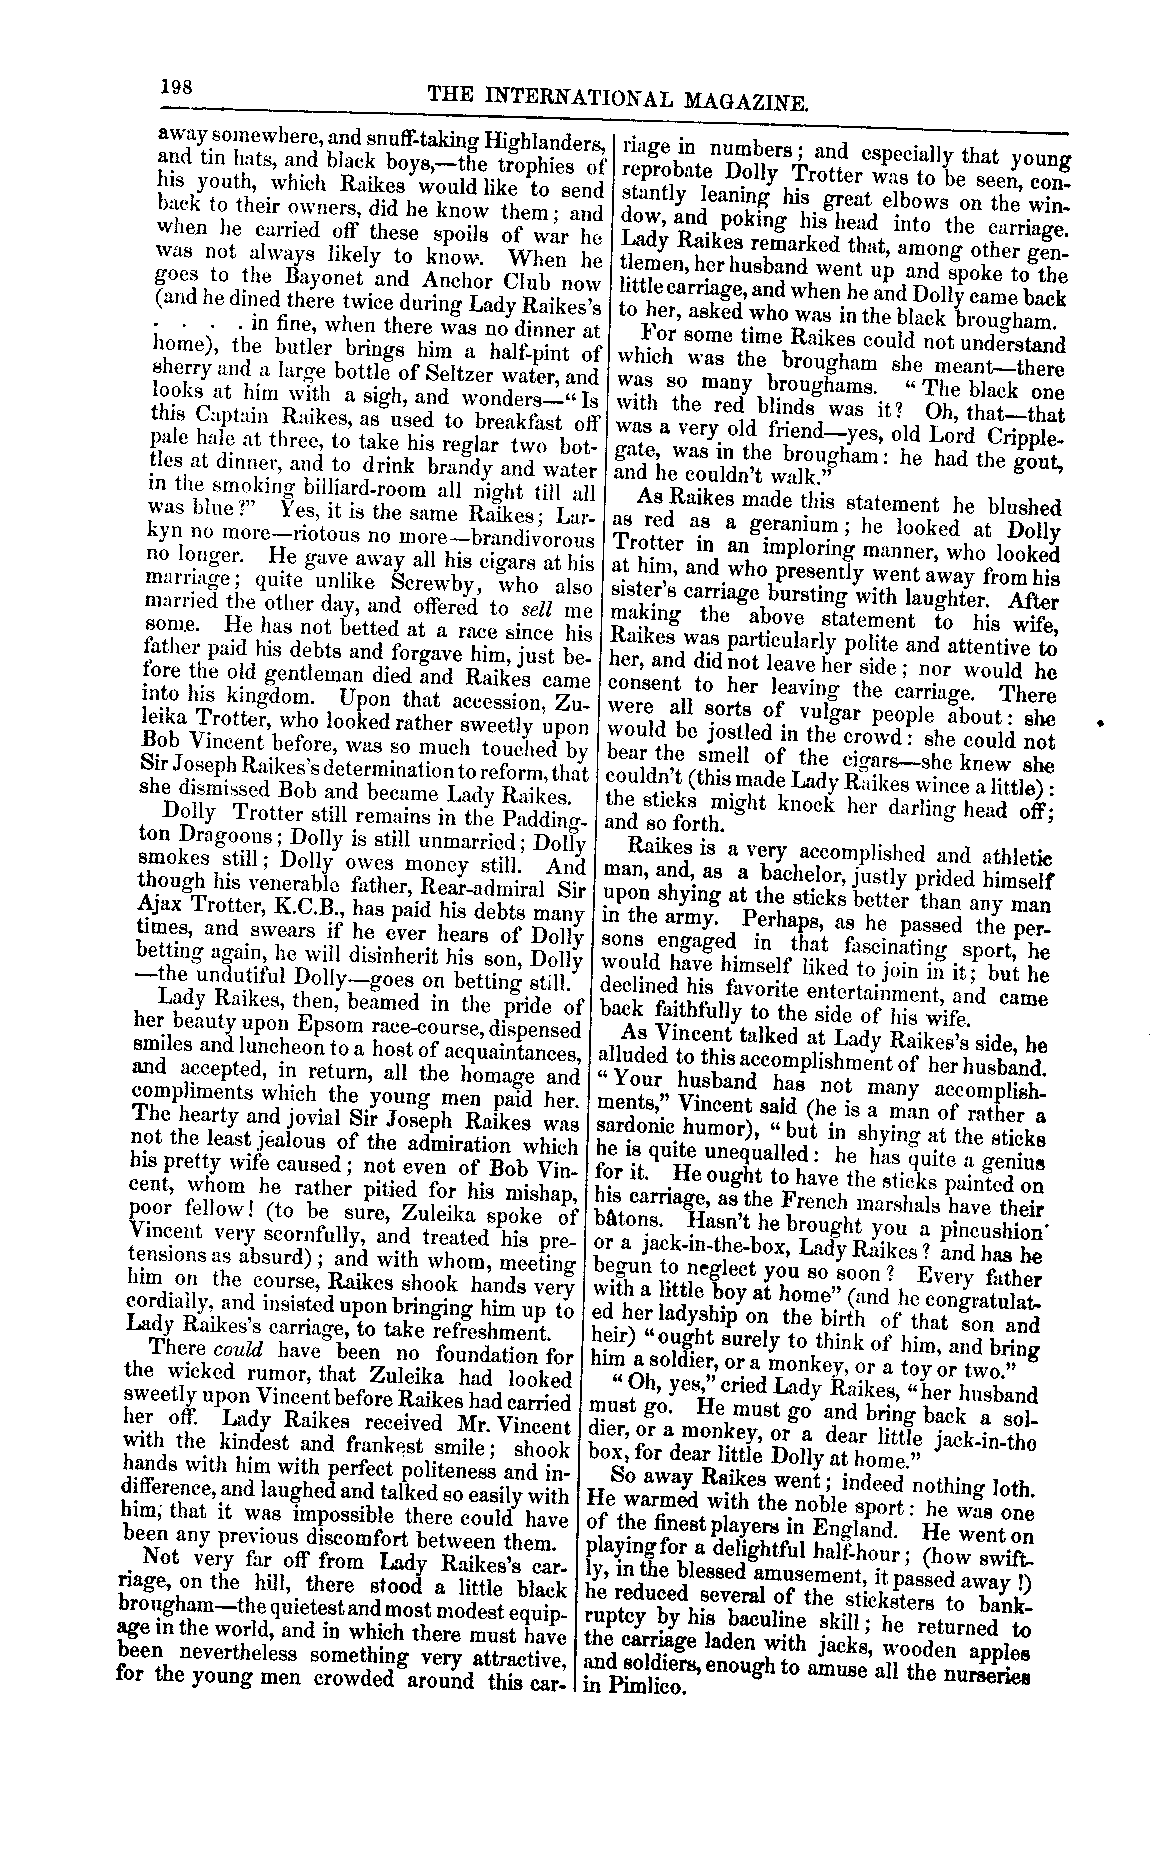 198
THE INTERNATIONAL MAGAZINE.
away somewhere, and snuff-taking Highlanders,
and tin hats, and black boys,—the trophies of
his youth, which Raikes would like to send
back to their owners, did he know them; and
when he carried off these spoils of war he
was not always likely to know. When he
goes to the Bayonet and Anchor Club now
(and he dined there twice during Lady Raikes's
. . . . in fine, when there was no dinner at
home), the butler brings him a half-pint of
sherry and a large bottle of Seltzer water, and
looks at him with a sigh, and wonders—"Is
this Captain Raikes, as used to breakfast off
pale hale at three, to take his reglar two bot-
tles at dinner, and to drink brandy and water
in the smoking billiard-room all night till all
was blue?" Yes, it is the same Raikes; Lar-
kyn no more—riotous no more—brandivorous
no longer. He gave away all his cigars at his
marriage; quite unlike Screwby, who also
married the other day, and offered to sell me
some. He has not betted at a race since his
father paid his debts and forgave him, just be-
fore the old gentleman died and Raikes came
into his kingdom. Upon that accession, Zu-
leika Trotter, who looked rather sweetly upon
Bob Vincent before, was so much touched by
Sir Joseph Raikes's determination to reform, that
she dismissed Bob and became Lady Raikes.
Dolly Trotter still remains in the Padding-
ton Dragoons; Dolly is still unmarried; Dolly
smokes still; Dolly owes money still. And
though his venerable father, Rear-admiral Sir
Ajax Trotter, K.C.B., has paid his debts many
times, and swears if he ever hears of Dolly
betting again, he will disinherit his son, Dolly
—the undutiful Dolly—goes on betting still.
Lady Raikes, then, beamed in the pride of
her beauty upon Epsom race-course, dispensed
smiles and luncheon to a host of acquaintances,
and accepted, in return, all the homage and
compliments which the young men paid her.
The hearty and jovial Sir Joseph Raikes was
not the least jealous of the admiration which
his pretty wife caused; not even of Bob Vin-
cent, whom he rather pitied for his mishap,
poor fellow! (to be sure, Zuleika spoke of
Vincent very scornfully, and treated his pre-
tensions as absurd); and with whom, meeting
him on the course, Raikes shook hands very
cordially, and insisted upon bringing him up to
Lady Raikes's carriage, to take refreshment.
There could have been no foundation for
the wicked rumor, that Zuleika had looked
sweetly upon Vincent before Raikes had carried
her off. Lady Raikes received Mr. Vincent
with the kindest and frankest smile; shook
hands with him with perfect politeness and in-
difference, and laughed and talked so easily with
him, that it was impossible there could have
been any previous discomfort between them.
Not very far off from Lady Raikes's car-
riage, on the hill, there stood a little black
brougham—the quietest and most modest equip-
age in the world, and in which there must have
been nevertheless something very attractive,
for the young men crowded around this car-
riage in numbers; and especially that young
reprobate Dolly Trotter was to be seen, con-
stantly leaning his great elbows on the win-
dow, and poking his head into the carriage.
Lady Raikes remarked that, among other gen-
tlemen, her husband went up and spoke to the
little carriage, and when he and Dolly came back
to her, asked who was in the black brougham.
For some time Raikes could not understand
which was the brougham she meant—there
was so many broughams. "The black one
with the red blinds was it? Oh, that—that
was a very old friend—yes, old Lord Cripple-
gate, was in the brougham: he had the gout,
and he couldn't walk."
As Raikes made this statement he blushed
as red as a geranium; he looked at Dolly
Trotter in an imploring manner, who looked
at him, and who presently went away from his
sister's carriage bursting with laughter. After
making the above statement to his wife,
Raikes was particularly polite and attentive to
her, and did not leave her side; nor would he
consent to her leaving the carriage. There
were all sorts of vulgar people about: she
would be jostled in the crowd: she could not
bear the smell of the cigars—she knew she
couldn't (this made Lady Raikes wince a little):
the sticks might knock her darling head off;
and so forth.
Raikes is a very accomplished and athletic
man, and, as a bachelor, justly prided himself
upon shying at the sticks better than any man
in the army. Perhaps, as he passed the per-
sons engaged in that fascinating sport, he
would have himself liked to join in it; but he
declined his favorite entertainment, and came
back faithfully to the side of his wife.
As Vincent talked at Lady Raikes's side, he
alluded to this accomplishment of her husband.
"Your husband has not many accomplish-
ments," Vincent said (he is a man of rather a
sardonic humor), "but in shying at the sticks
he is quite unequalled: he has quite a genius
for it. He ought to have the sticks painted on
his carriage, as the French marshals have their
bâtons. Hasn't he brought you a pincushion
or a jack-in-the-box, Lady Raikes? and has he
begun to neglect you so soon? Every father
with a little boy at home" (and he congratulat-
ed her ladyship on the birth of that son and
heir) "ought surely to think of him, and bring
him a soldier, or a monkey, or a toy or two."
"Oh, yes," cried Lady Raikes, "her husband
must go. He must go and bring back a sol-
dier, or a monkey, or a dear little jack-in-tho
box, for dear little Dolly at home."
So away Raikes went; indeed nothing loth.
He warmed with the noble sport: he was one
of the finest players in England. He went on
playing for a delightful half-hour; (how swift-
ly, in the blessed amusement, it passed away!)
he reduced several of the sticksters to bank-
ruptcy by his baculine skill; he returned to
the carriage laden with jacks, wooden apples
and soldiers, enough to amuse all the nurseries
in Pimlico.